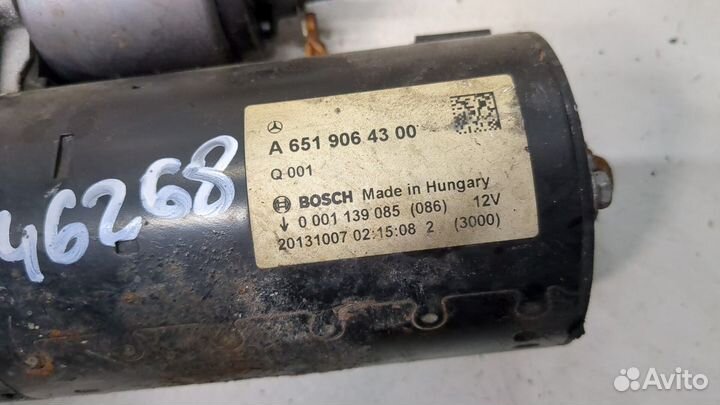 A 651 906 43 00
Q 001
BOSCH Made in Hungary
0 001 139 085 (086) 12V
20131007 02:15:08 2 (3000)
46268
Avito